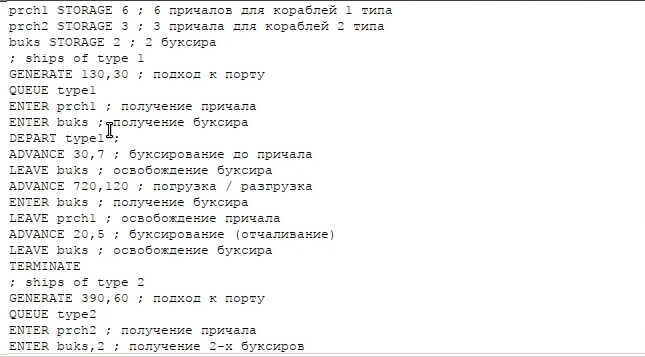 prch1 STORAGE 6 ; 6 причалов для кораблей 1 типа
prch2 STORAGE 3 ; 3 причала для кораблей 2 типа
buks STORAGE 2 ; 2 буксира
; ships of type 1
GENERATE 130,30 ; подход к порту
QUEUE type1
ENTER prch1 ; получение причала
ENTER buks ; получение буксира
DEPART type1 ;
ADVANCE 30,7 ; буксирование до причала
LEAVE buks ; освобождение буксира
ADVANCE 720,120 ; погрузка / разгрузка
ENTER buks ; получение буксира
LEAVE prch1 ; освобождение причала
ADVANCE 20,5 ; буксирование (отчаливание)
LEAVE buks ; освобождение буксира
TERMINATE
; ships of type 2
GENERATE 390,60 ; подход к порту
QUEUE type2
ENTER prch2 ; получение причала
ENTER buks,2 ; получение 2-х буксиров